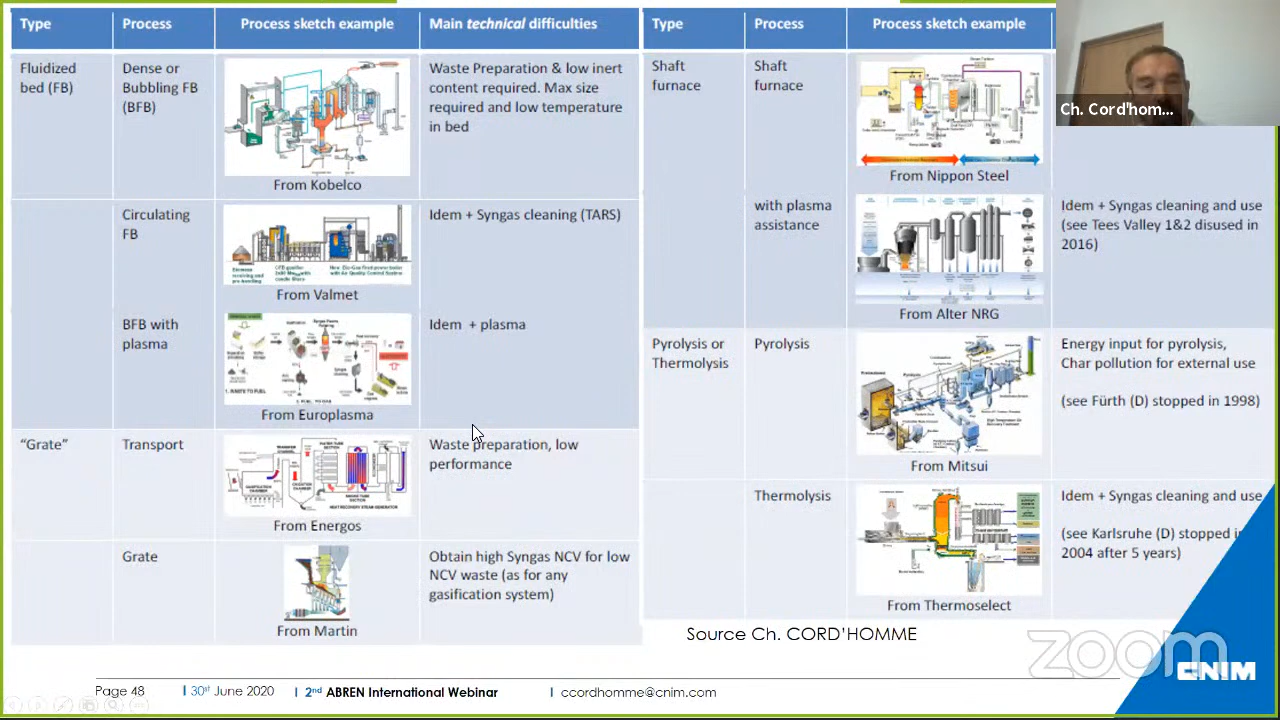 Type Process Process sketch example Main technical difficulties
Fluidized
bed (FB)
Dense or
Bubbling FB
(BFB)
From Kobelco
Waste Preparation & low inert
content required. Max size
required and low temperature
in bed
Circulating
FB
From Valmet
Idem + Syngas cleaning (TARS)
BFB with
plasma
From Europlasma
Idem + plasma
“Grate”
Transport
From Energos
Waste preparation, low
performance
Grate
From Martin
Obtain high Syngas NCV for low
NCV waste (as for any
gasification system)
Type Process Process sketch example
Shaft
furnace
Shaft
furnace
From Nippon Steel
with plasma
assistance
From Alter NRG
Idem + Syngas cleaning and use
(see Tees Valley 1&2 disused in
2016)
Pyrolysis or
Thermolysis
Pyrolysis
From Mitsui
Energy input for pyrolysis,
Char pollution for external use
(see Fürth (D) stopped in 1998)
Thermolysis
From Thermoselect
Idem + Syngas cleaning and use
(see Karlsruhe (D) stopped in
2004 after 5 years)
Ch. Cord'hom...
Source Ch. CORD’HOMME
zoom
CNIM
Page 48 30st June 2020 2nd ABREN International Webinar ccordhomme@cnim.com